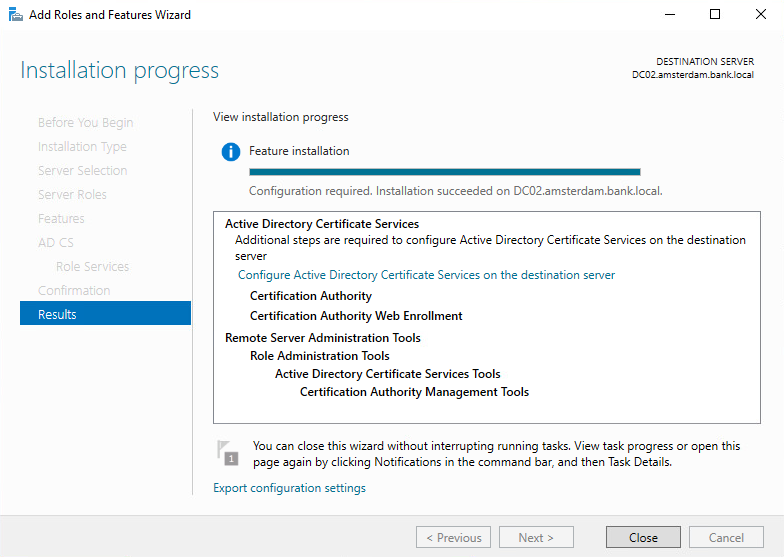 Add Roles and Features Wizard
Installation progress
DESTINATION SERVER
DC02.amsterdam.bank.local
Before You Begin
Installation Type
Server Selection
Server Roles
Features
AD CS
Role Services
Confirmation
Results
View installation progress
Feature installation
Configuration required. Installation succeeded on DC02.amsterdam.bank.local.
Active Directory Certificate Services
Additional steps are required to configure Active Directory Certificate Services on the destination
server
Configure Active Directory Certificate Services on the destination server
Certification Authority
Certification Authority Web Enrollment
Remote Server Administration Tools
Role Administration Tools
Active Directory Certificate Services Tools
Certification Authority Management Tools
1
You can close this wizard without interrupting running tasks. View task progress or open this
page again by clicking Notifications in the command bar, and then Task Details.
Export configuration settings
< Previous
Next >
Close
Cancel